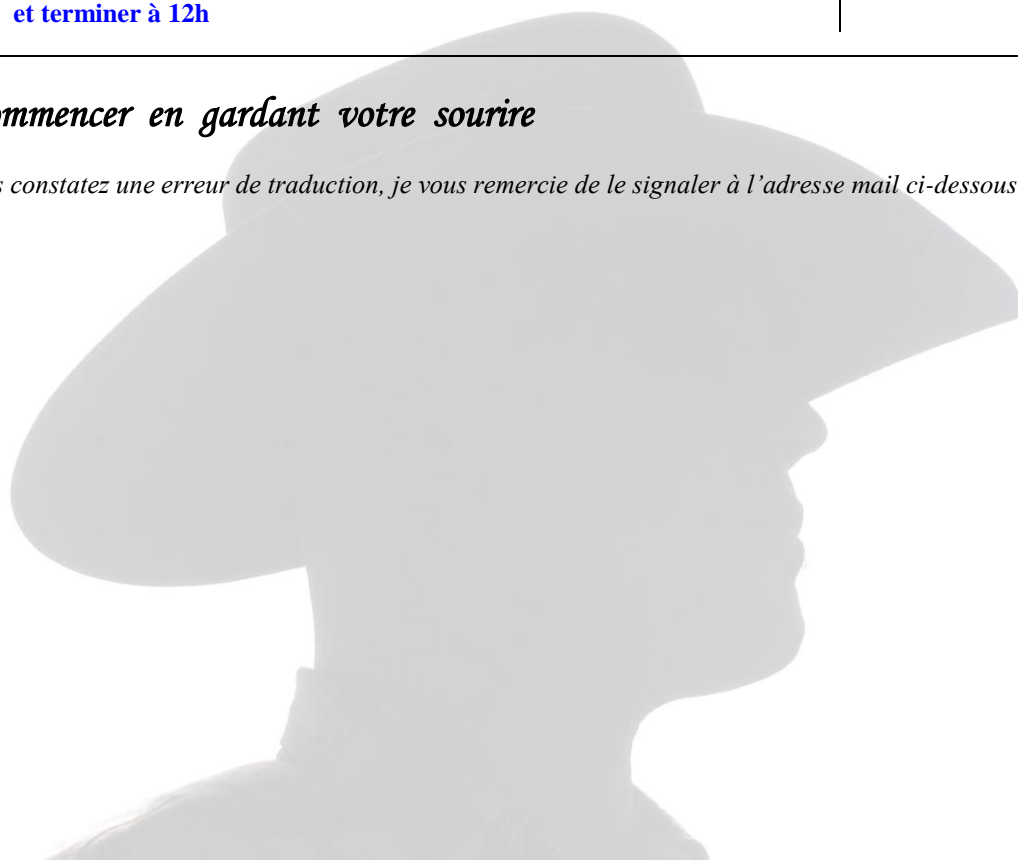 et terminer à 12h
ommencer en gardant votre sourire
s constatez une erreur de traduction, je vous remercie de le signaler à l’adresse mail ci-dessous